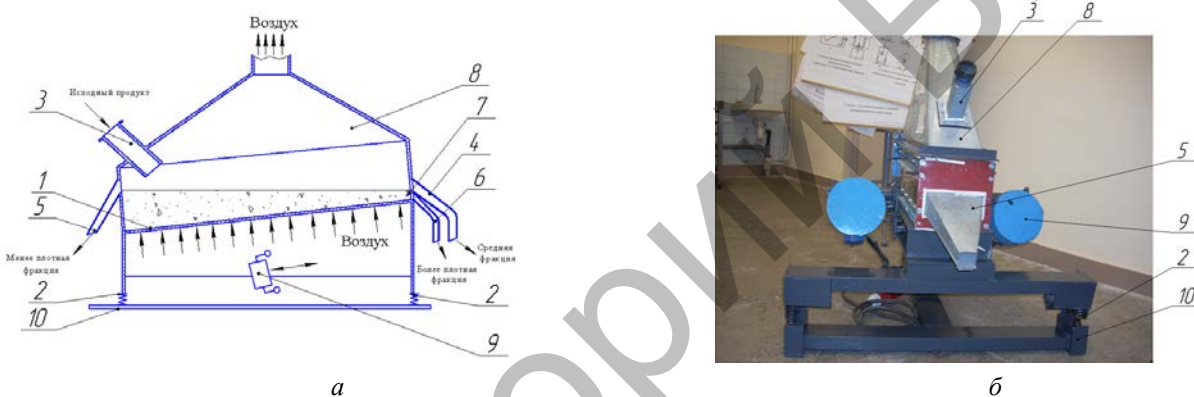 Воздух
Исходный продукт
3
8
7
4
1
6
5
Воздух
Менее плотная
фракция
Более плотная
фракция
Средняя
фракция
2
2
10
9
а
3
8
5
9
2
10
б